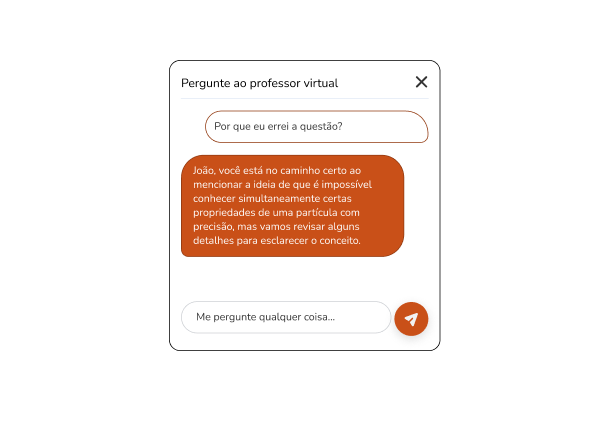 Pergunte ao professor virtual
Por que eu errei a questão?
João, você está no caminho certo ao
mencionar a ideia de que é impossível
conhecer simultaneamente certas
propriedades de uma partícula com
precisão, mas vamos revisar alguns
detalhes para esclarecer o conceito.
Me pergunte qualquer coisa...